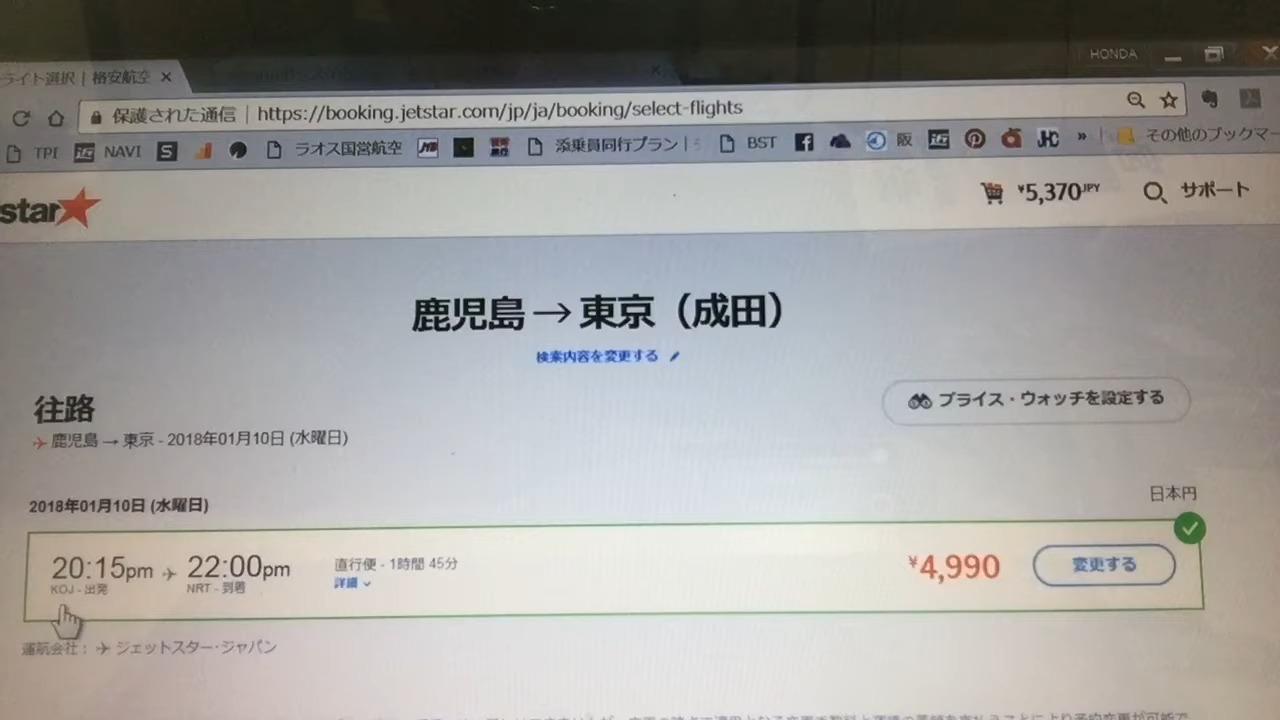 HONDA
ライト選択 | 格安航空
保護された通信 | https://booking.jetstar.com/jp/ja/booking/select-flights
TPI NAVI ラオス国営航空 添乗員同行プラン | BST 阪 » その他のブックマー
star ¥5,370JPY サポート
鹿児島→東京（成田）
検索内容を変更する
往路
プライス・ウォッチを設定する
鹿児島 → 東京 - 2018年01月10日 (水曜日)
2018年01月10日 (水曜日)
日本円
20:15pm 22:00pm 直行便 - 1時間 45分 ¥4,990 変更する
KOJ - 出発 NRT - 到着 詳細
運航会社： ジェットスター・ジャパン